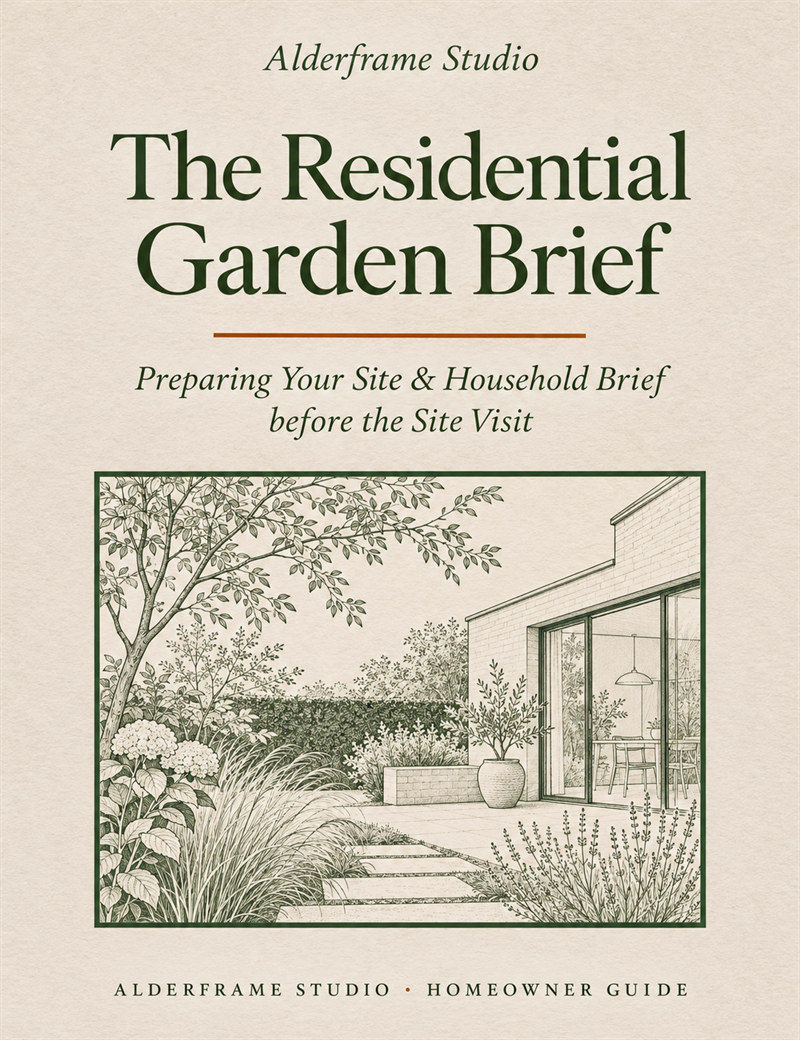 Alderframe Studio
The Residential
Garden Brief
Preparing Your Site & Household Brief
before the Site Visit
ALDERFRAME STUDIO • HOMEOWNER GUIDE